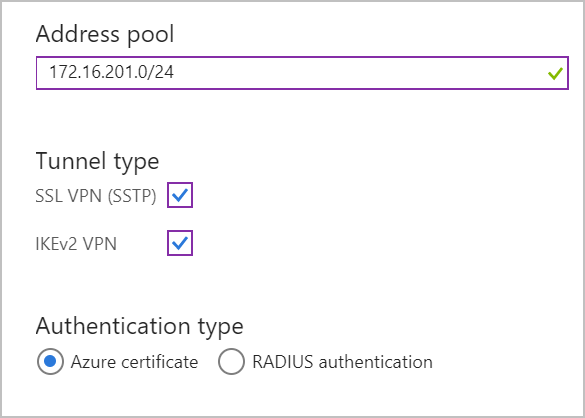 Address pool
172.16.201.0/24
Tunnel type
SSL VPN (SSTP)
IKEv2 VPN
Authentication type
Azure certificate RADIUS authentication